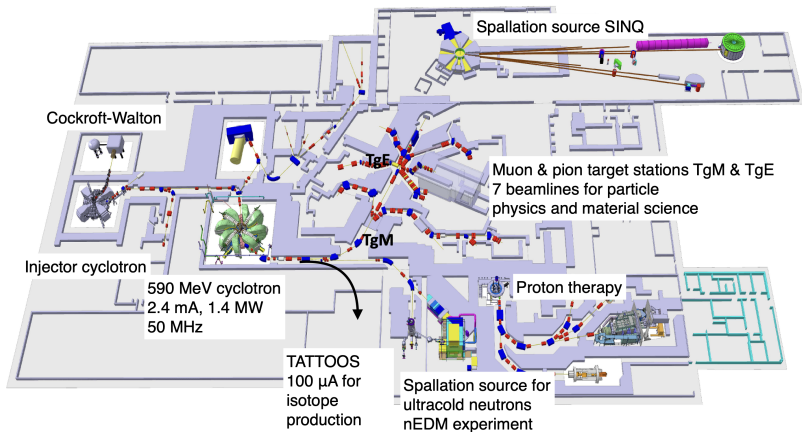 Spallation source SINQ
Cockroft-Walton
TgE
Muon & pion target stations TgM & TgE
7 beamlines for particle
physics and material science
TgM
Injector cyclotron
590 MeV cyclotron
2.4 mA, 1.4 MW
50 MHz
Proton therapy
TATTOOS
100 µA for
isotope
production
Spallation source for
ultracold neutrons
nEDM experiment